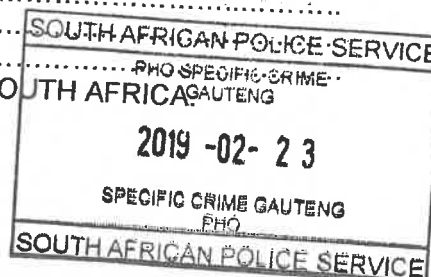 SOUTH AFRICAN POLICE SERVICE
PHO SPECIFIC CRIME
GAUTENG
OUTH AFRICA
2019 -02- 23
SPECIFIC CRIME GAUTENG
PHO
SOUTH AFRICAN POLICE SERVICE